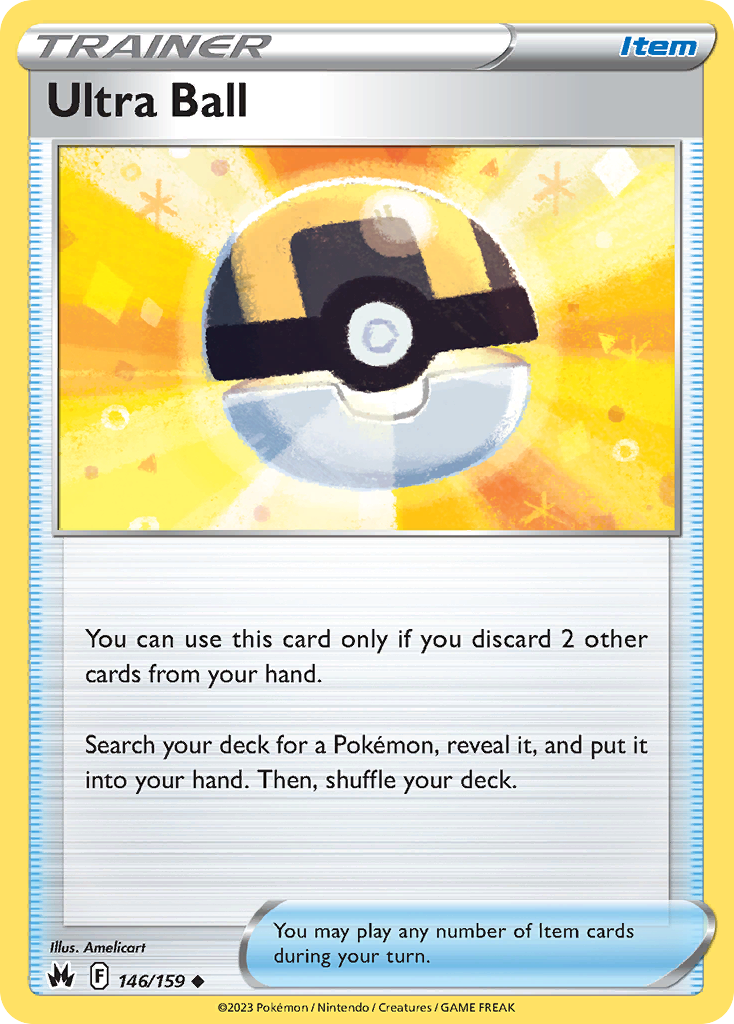 TRAINER
Item
Ultra Ball
You can use this card only if you discard 2 other
cards from your hand.
Search your deck for a Pokémon, reveal it, and put it
into your hand. Then, shuffle your deck.
You may play any number of Item cards
during your turn.
Illus. Amelicart
F 146/159
©2023 Pokémon / Nintendo / Creatures / GAME FREAK